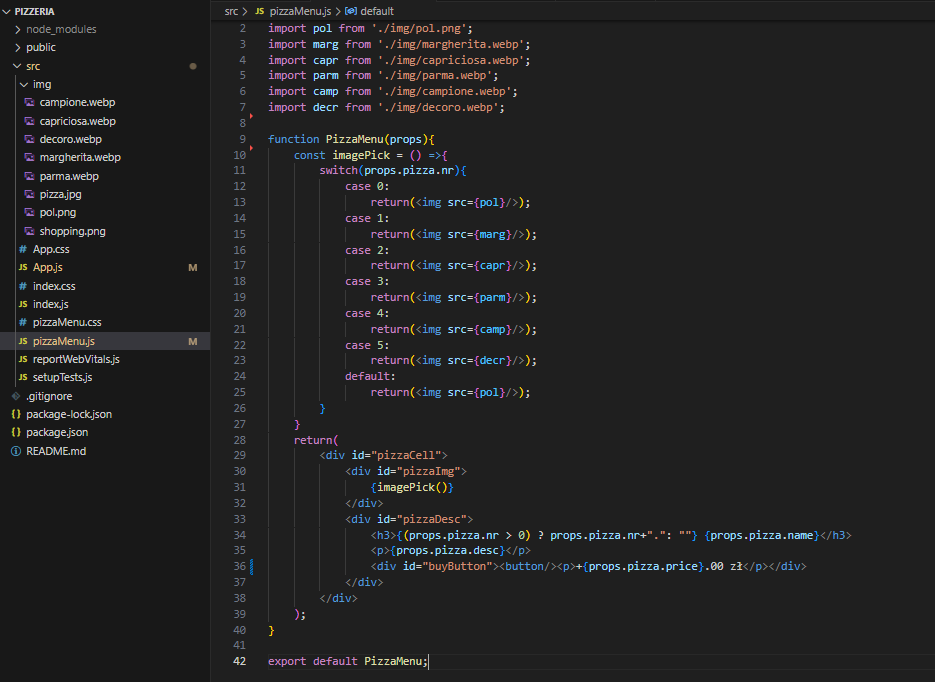 PIZZERIA
node_modules
public
src
img
campione.webp
capriciosa.webp
decoro.webp
margherita.webp
parma.webp
pizza.jpg
pol.png
shopping.png
# App.css
JS App.js M
# index.css
JS index.js
# pizzaMenu.css
JS pizzaMenu.js M
JS reportWebVitals.js
JS setupTests.js
.gitignore
{} package-lock.json
{} package.json
README.md
src > JS pizzaMenu.js > default
2 import pol from './img/pol.png';
3 import marg from './img/margherita.webp';
4 import capr from './img/capriciosa.webp';
5 import parm from './img/parma.webp';
6 import camp from './img/campione.webp';
7 import decr from './img/decoro.webp';
8
9 function PizzaMenu(props){
10 const imagePick = () =>{
11 switch(props.pizza.nr){
12 case 0:
13 return(<img src={pol}/>);
14 case 1:
15 return(<img src={marg}/>);
16 case 2:
17 return(<img src={capr}/>);
18 case 3:
19 return(<img src={parm}/>);
20 case 4:
21 return(<img src={camp}/>);
22 case 5:
23 return(<img src={decr}/>);
24 default:
25 return(<img src={pol}/>);
26 }
27 }
28 return(
29 <div id="pizzaCell">
30 <div id="pizzaImg">
31 {imagePick()}
32 </div>
33 <div id="pizzaDesc">
34 <h3>{(props.pizza.nr > 0) ? props.pizza.nr+".": ""} {props.pizza.name}</h3>
35 <p>{props.pizza.desc}</p>
36 <div id="buyButton"><button/><p>+{props.pizza.price}.00 zł</p></div>
37 </div>
38 </div>
39 );
40 }
41
42 export default PizzaMenu;